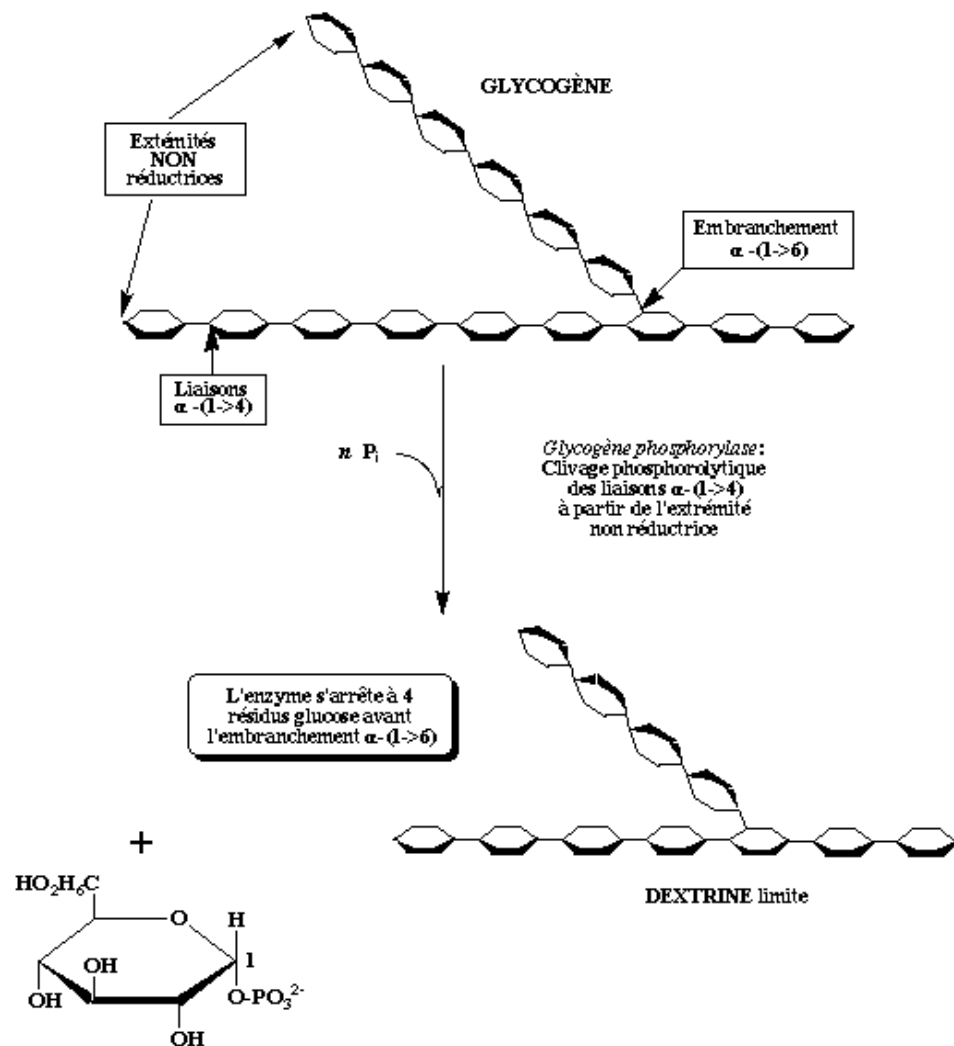 GLYCOGÈNE
Extémités
NON
réductrices
Embranchement
α -(1->6)
Liaisons
α -(1->4)
n Pi
Glycogène phosphorylase:
Clivage phosphorolytique
des liaisons α- (1->4)
à partir de l'extrémité
non réductrice
L'enzyme s'arrête à 4
résidus glucose avant
l'embranchement α- (1->6)
+
DEXTRINE limite
HO2H6C
O
H
1
OH
OH
O-PO3 2-
OH